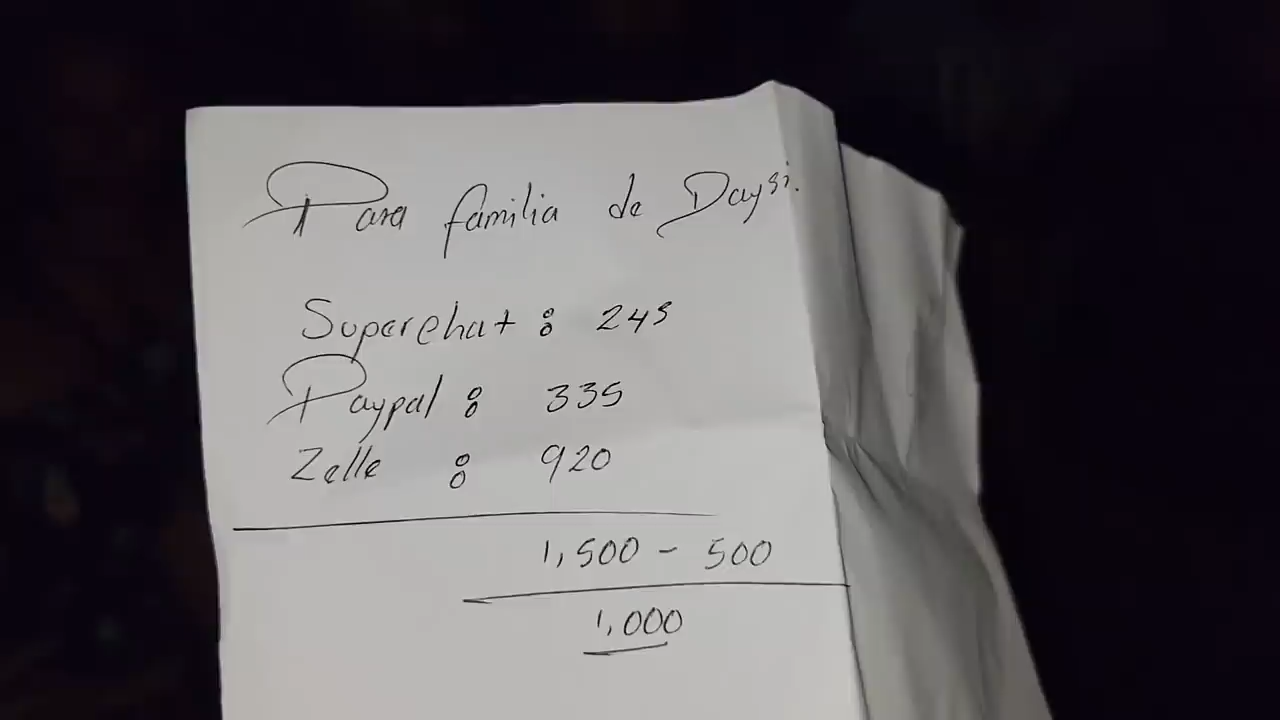 Para familia de Daysi.
Superchat : 245
Paypal : 335
Zelle : 920
1,500 - 500
1,000